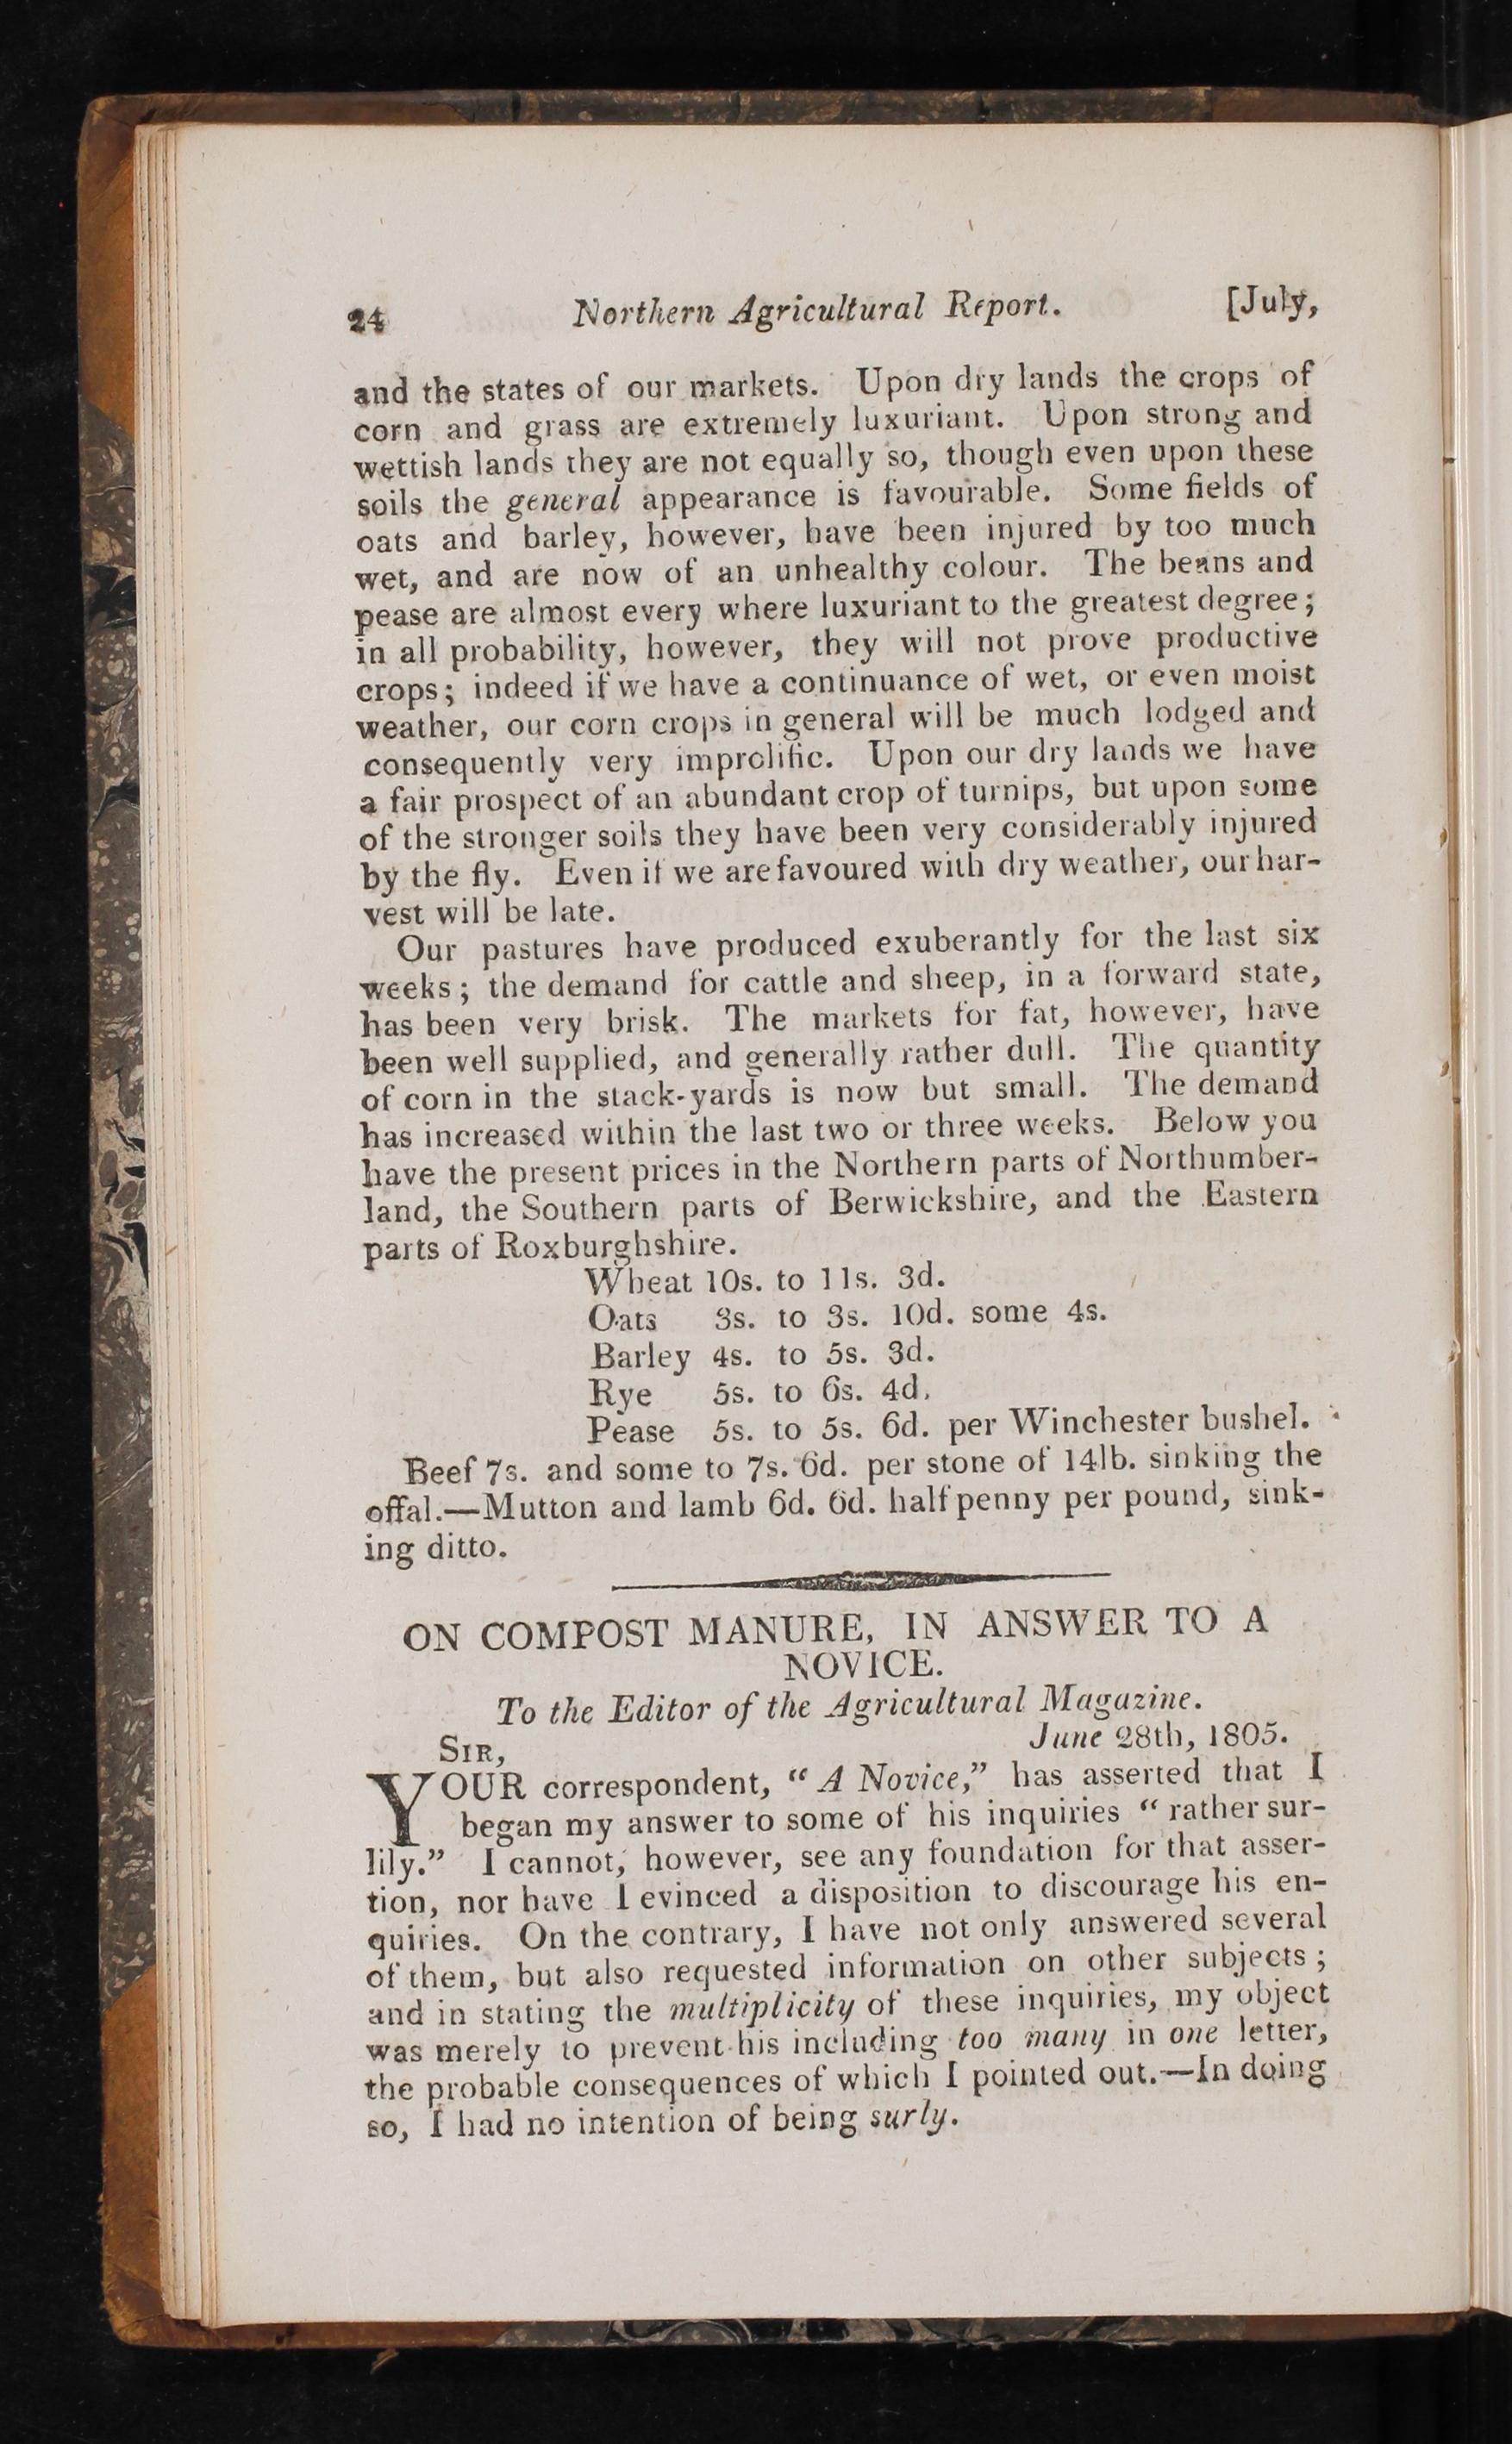 24 Northern Agricultural Report. [July,
and the states of our markets. Upon dry lands the crops of
corn and grass are extremely luxuriant. Upon strong and
wettish lands they are not equally so, though even upon these
soils the general appearance is favourable. Some fields of
oats and barley, however, have been injured by too much
wet, and are now of an unhealthy colour. The beans and
pease are almost every where luxuriant to the greatest degree;
in all probability, however, they will not prove productive
crops; indeed if we have a continuance of wet, or even moist
weather, our corn crops in general will be much lodged and
consequently very improlific. Upon our dry lands we have
a fair prospect of an abundant crop of turnips, but upon some
of the stronger soils they have been very considerably injured
by the fly. Even if we are favoured with dry weather, our har-
vest will be late.
Our pastures have produced exuberantly for the last six
weeks; the demand for cattle and sheep, in a forward state,
has been very brisk. The markets for fat, however, have
been well supplied, and generally rather dull. The quantity
of corn in the stack-yards is now but small. The demand
has increased within the last two or three weeks. Below you
have the present prices in the Northern parts of Northumber-
land, the Southern parts of Berwickshire, and the Eastern
parts of Roxburghshire.
Wheat 10s. to 11s. 3d.
Oats 3s. to 3s. 10d. some 4s.
Barley 4s. to 5s. 3d.
Rye 5s. to 6s. 4d.
Pease 5s. to 5s. 6d. per Winchester bushel.
Beef 7s. and some to 7s. 6d. per stone of 14lb. sinking the
offal.—Mutton and lamb 6d. 6d. halfpenny per pound, sink-
ing ditto.
ON COMPOST MANURE, IN ANSWER TO A
NOVICE.
To the Editor of the Agricultural Magazine.
June 28th, 1805.
SIR,
YOUR correspondent, “ A Novice,” has asserted that I
began my answer to some of his inquiries “ rather sur-
lily.” I cannot, however, see any foundation for that asser-
tion, nor have I evinced a disposition to discourage his en-
quiries. On the contrary, I have not only answered several
of them, but also requested information on other subjects;
and in stating the multiplicity of these inquiries, my object
was merely to prevent his including too many in one letter,
the probable consequences of which I pointed out.—In doing
so, I had no intention of being surly.